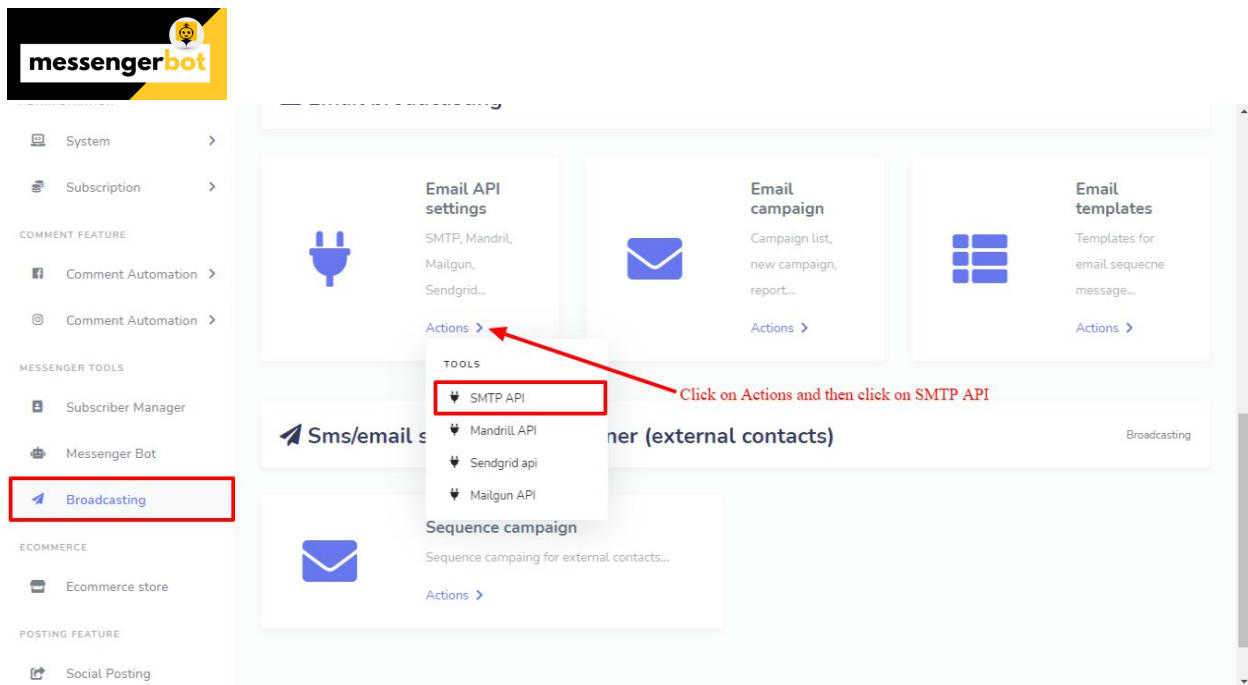 messengerbot
System
Subscription
COMMENT FEATURE
Comment Automation
Comment Automation
MESSENGER TOOLS
Subscriber Manager
Messenger Bot
Broadcasting
ECOMMERCE
Ecommerce store
POSTING FEATURE
Social Posting
Email API
settings
SMTP, Mandril,
Mailgun,
Sendgrid...
Actions
TOOLS
SMTP API
Mandrill API
Sendgrid api
Mailgun API
Email
campaign
Campaign list,
new campaign,
report...
Actions
Email
templates
Templates for
email sequecne
message...
Actions
Click on Actions and then click on SMTP API
Sms/email s ner (external contacts)
Broadcasting
Sequence campaign
Sequence campaing for external contacts...
Actions